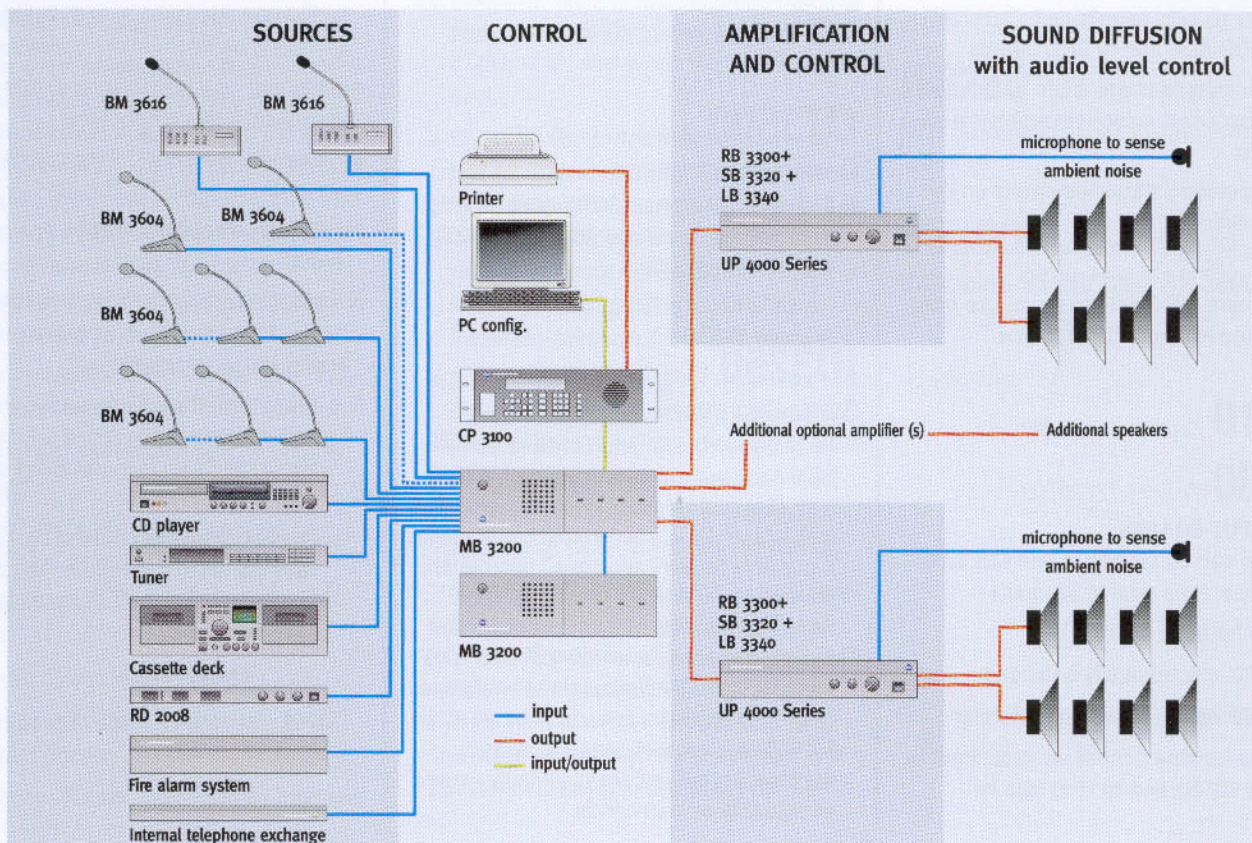 SOURCES
BM 3616
BM 3616
BM 3604
BM 3604
BM 3604
BM 3604
CD player
Tuner
Cassette deck
RD 2008
Fire alarm system
Internal telephone exchange
CONTROL
Printer
PC config.
CP 3100
MB 3200
MB 3200
input
output
input/output
AMPLIFICATION
AND CONTROL
RB 3300+
SB 3320 +
LB 3340
UP 4000 Series
Additional optional amplifier (s)
RB 3300+
SB 3320 +
LB 3340
UP 4000 Series
SOUND DIFFUSION
with audio level control
microphone to sense
ambient noise
Additional speakers
microphone to sense
ambient noise